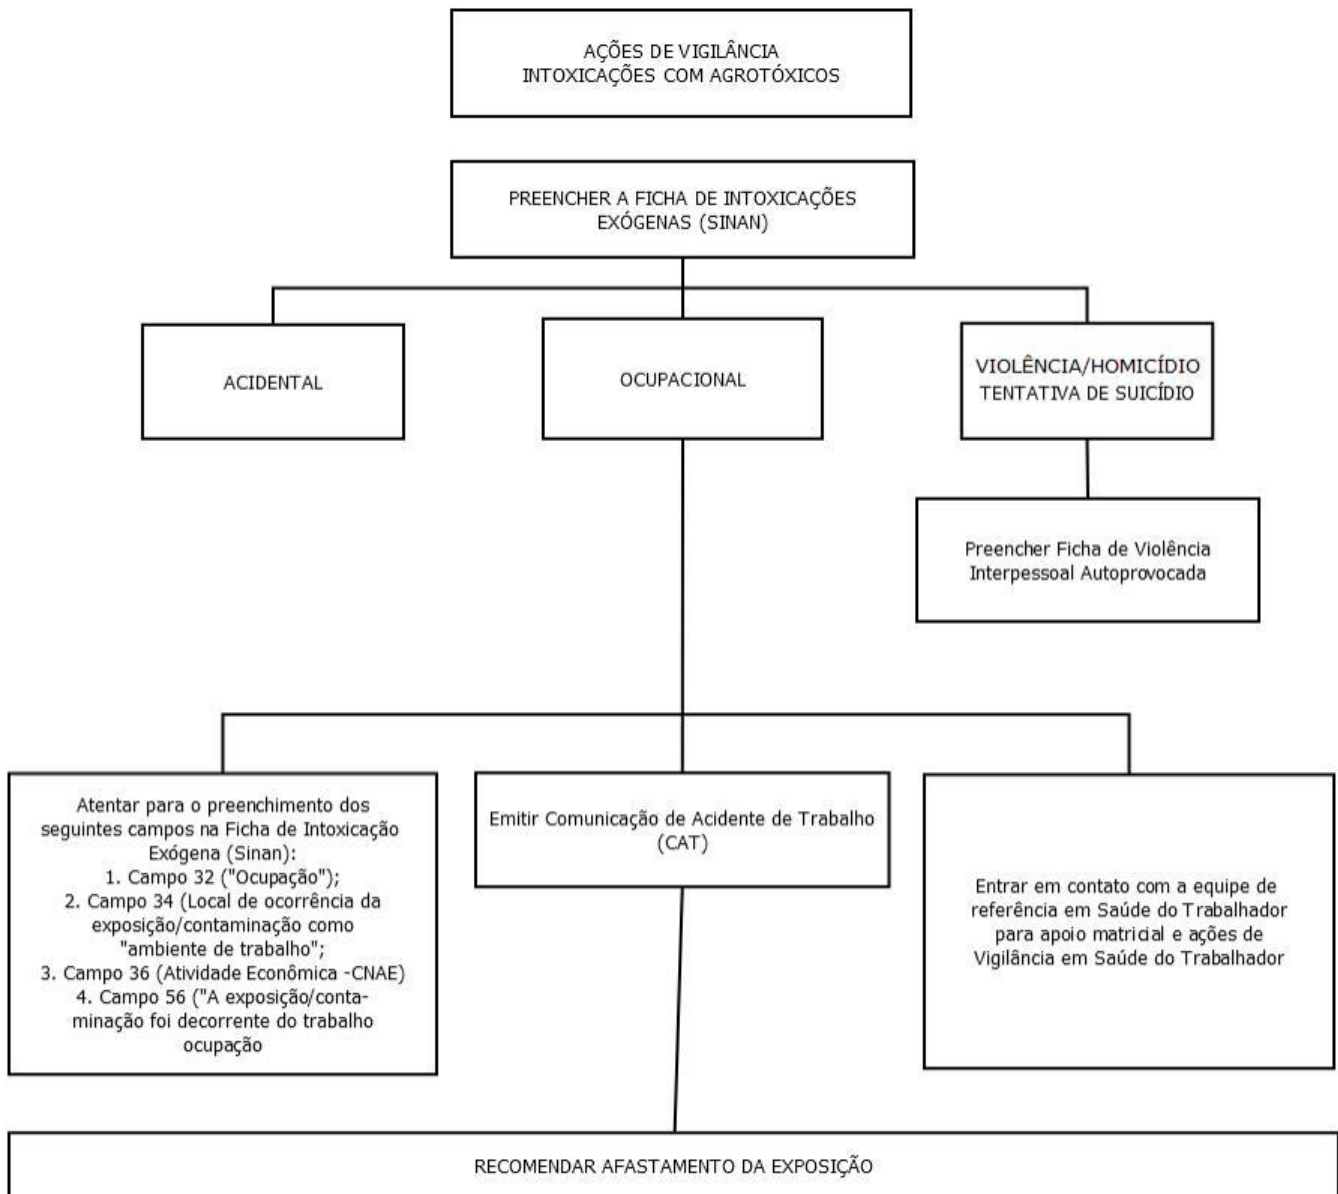 AÇÕES DE VIGILÂNCIA
INTOXICAÇÕES COM AGROTÓXICOS
PREENCHER A FICHA DE INTOXICAÇÕES
EXÓGENAS (SINAN)
ACIDENTAL
OCUPACIONAL
VIOLÊNCIA/HOMICÍDIO
TENTATIVA DE SUICÍDIO
Preencher Ficha de Violência
Interpessoal Autoprovocada
Atentar para o preenchimento dos
seguintes campos na Ficha de Intoxicação
Exógena (Sinan):
1. Campo 32 ("Ocupação");
2. Campo 34 (Local de ocorrência da
exposição/contaminação como
"ambiente de trabalho";
3. Campo 36 (Atividade Econômica -CNAE)
4. Campo 56 ("A exposição/conta-
minação foi decorrente do trabalho
ocupação
Emitir Comunicação de Acidente de Trabalho
(CAT)
Entrar em contato com a equipe de
referência em Saúde do Trabalhador
para apoio matricial e ações de
Vigilância em Saúde do Trabalhador
RECOMENDAR AFASTAMENTO DA EXPOSIÇÃO